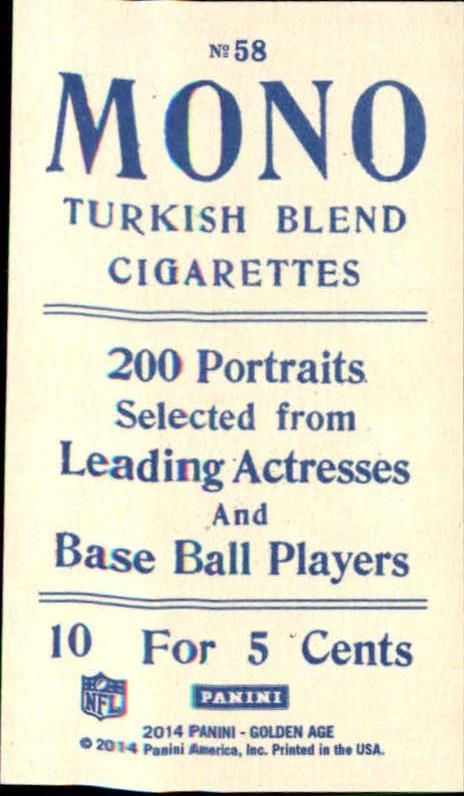 № 58
MONO
TURKISH BLEND
CIGARETTES
200 Portraits
Selected from
Leading Actresses
And
Base Ball Players
10 For 5 Cents
NFL
PANINI
2014 PANINI - GOLDEN AGE
© 2014 Panini America, Inc. Printed in the USA.